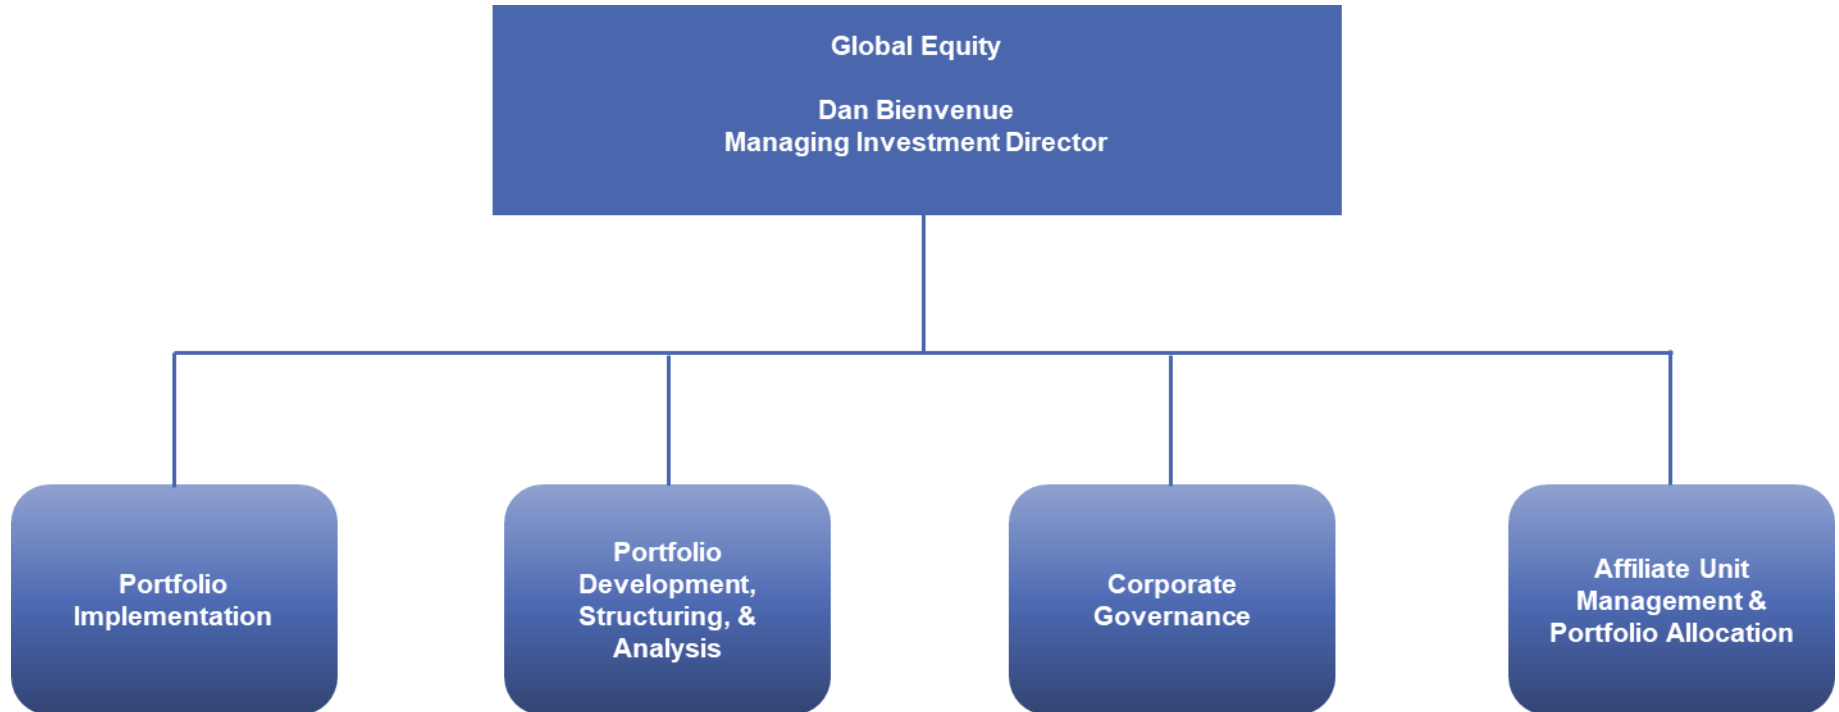 Global Equity
Dan Bienvenue
Managing Investment Director
Portfolio
Implementation
Portfolio
Development,
Structuring, &
Analysis
Corporate
Governance
Affiliate Unit
Management &
Portfolio Allocation